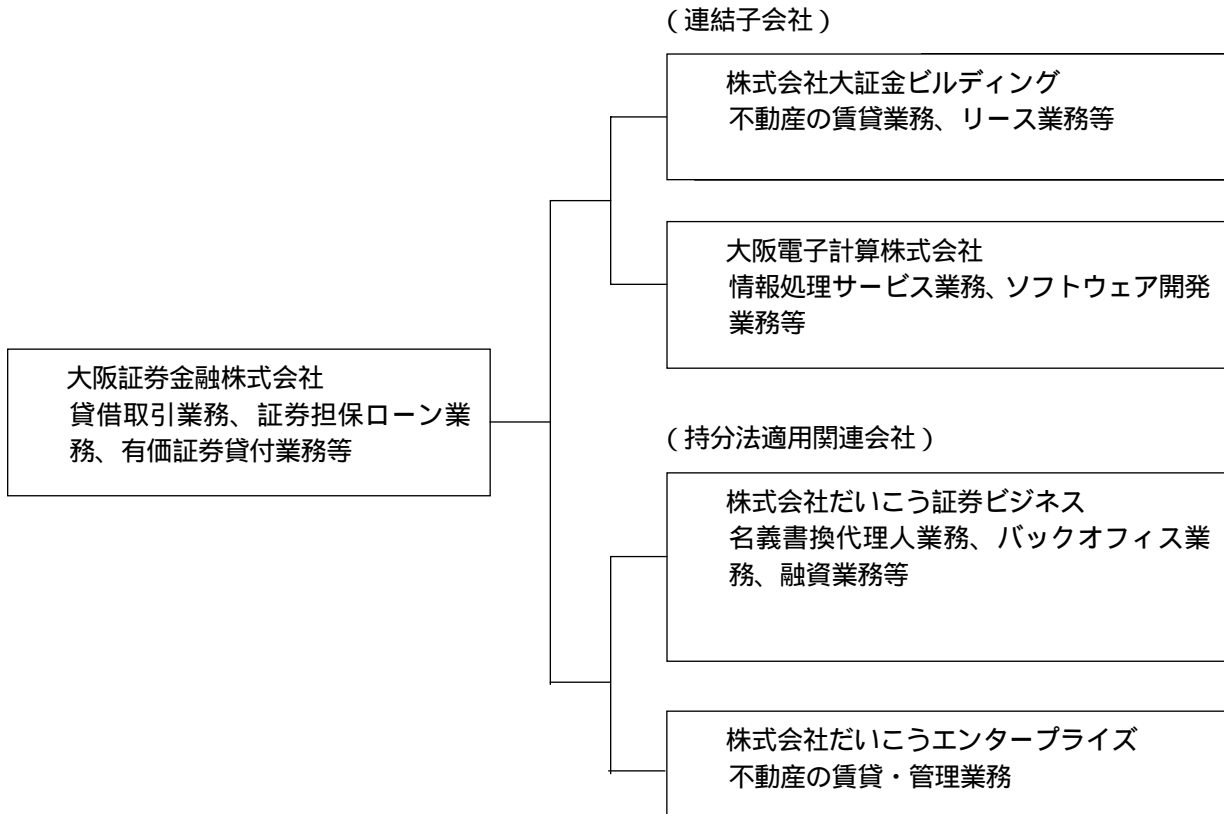 （連結子会社）
株式会社大証金ビルディング
不動産の賃貸業務、リース業務等
大阪電子計算株式会社
情報処理サービス業務、ソフトウェア開発
業務等
大阪証券金融株式会社
貸借取引業務、証券担保ローン業
務、有価証券貸付業務等
（持分法適用関連会社）
株式会社だいこう証券ビジネス
名義書換代理人業務、バックオフィス業
務、融資業務等
株式会社だいこうエンタープライズ
不動産の賃貸・管理業務